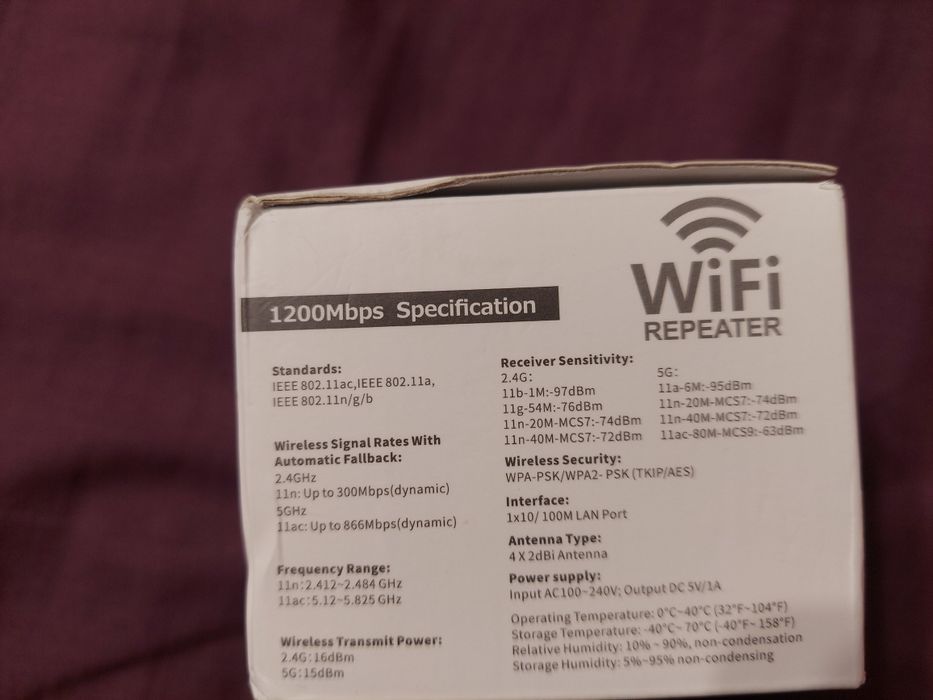 WiFi
REPEATER
1200Mbps Specification
Standards:
IEEE 802.11ac,IEEE 802.11a,
IEEE 802.11n/g/b
Wireless Signal Rates With
Automatic Fallback:
2.4GHz
11n: Up to 300Mbps(dynamic)
5GHz
11ac: Up to 866Mbps(dynamic)
Frequency Range:
11n:2.412~2.484 GHz
11ac:5.12~5.825 GHz
Wireless Transmit Power:
2.4G:16dBm
5G:15dBm
Receiver Sensitivity:
2.4G:
11b-1M:-97dBm
11g-54M:-76dBm
11n-20M-MCS7:-74dBm
11n-40M-MCS7:-72dBm
5G:
11a-6M:-95dBm
11n-20M-MCS7:-74dBm
11n-40M-MCS7:-72dBm
11ac-80M-MCS9:-63dBm
Wireless Security:
WPA-PSK/WPA2- PSK (TKIP/AES)
Interface:
1x10/ 100M LAN Port
Antenna Type:
4 X 2dBi Antenna
Power supply:
Input AC100~240V; Output DC 5V/1A
Operating Temperature: 0°C~40°C (32°F~104°F)
Storage Temperature: -40°C~ 70°C (-40°F~ 158°F)
Relative Humidity: 10% ~ 90%, non-condensation
Storage Humidity: 5%~95% non-condensing